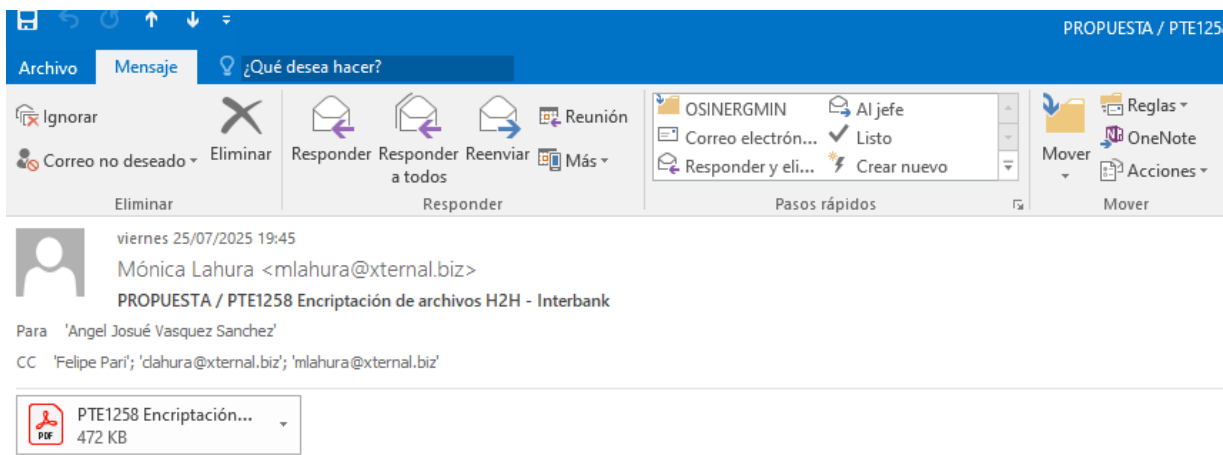 PROPUESTA / PTE1258
Archivo Mensaje ¿Qué desea hacer?
Ignorar
Correo no deseado
Eliminar
Responder Responder a todos Reenviar
Reunión
Más
OSINERGMIN Al jefe
Correo electrón... Listo
Responder y eli... Crear nuevo
Mover
Reglas
OneNote
Acciones
Eliminar Responder Pasos rápidos Mover
viernes 25/07/2025 19:45
Mónica Lahura <mlahura@xternal.biz>
PROPUESTA / PTE1258 Encriptación de archivos H2H - Interbank
Para 'Angel Josué Vasquez Sanchez'
CC 'Felipe Pari'; 'clahura@xternal.biz'; 'mlahura@xternal.biz'
PDF
PTE1258 Encriptación...
472 KB